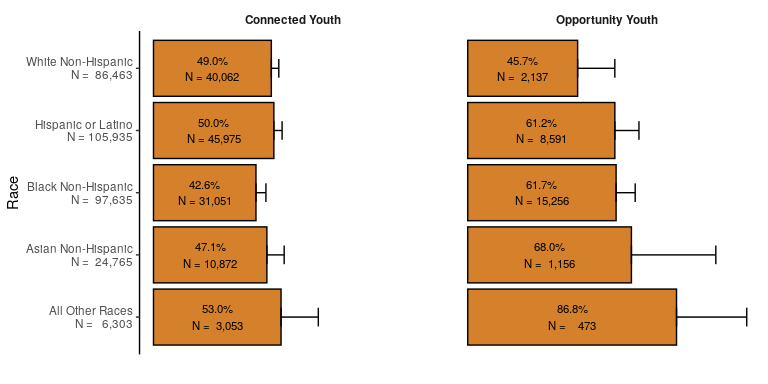 Connected Youth
Opportunity Youth
Race
White Non-Hispanic
N = 86,463
49.0%
N = 40,062
45.7%
N = 2,137
Hispanic or Latino
N = 105,935
50.0%
N = 45,975
61.2%
N = 8,591
Black Non-Hispanic
N = 97,635
42.6%
N = 31,051
61.7%
N = 15,256
Asian Non-Hispanic
N = 24,765
47.1%
N = 10,872
68.0%
N = 1,156
All Other Races
N = 6,303
53.0%
N = 3,053
86.8%
N = 473